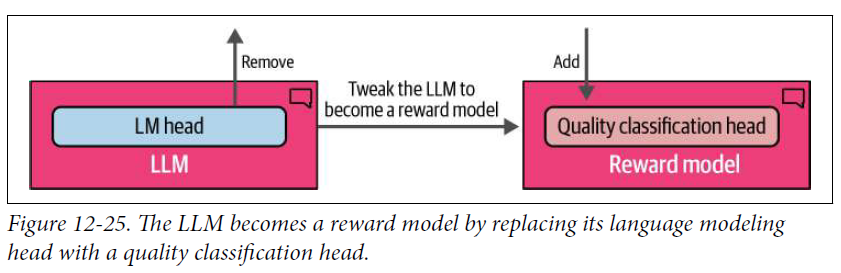 Remove
Add
Tweak the LLM to
become a reward model
LM head
LLM
Quality classification head
Reward model
Figure 12-25. The LLM becomes a reward model by replacing its language modeling
head with a quality classification head.